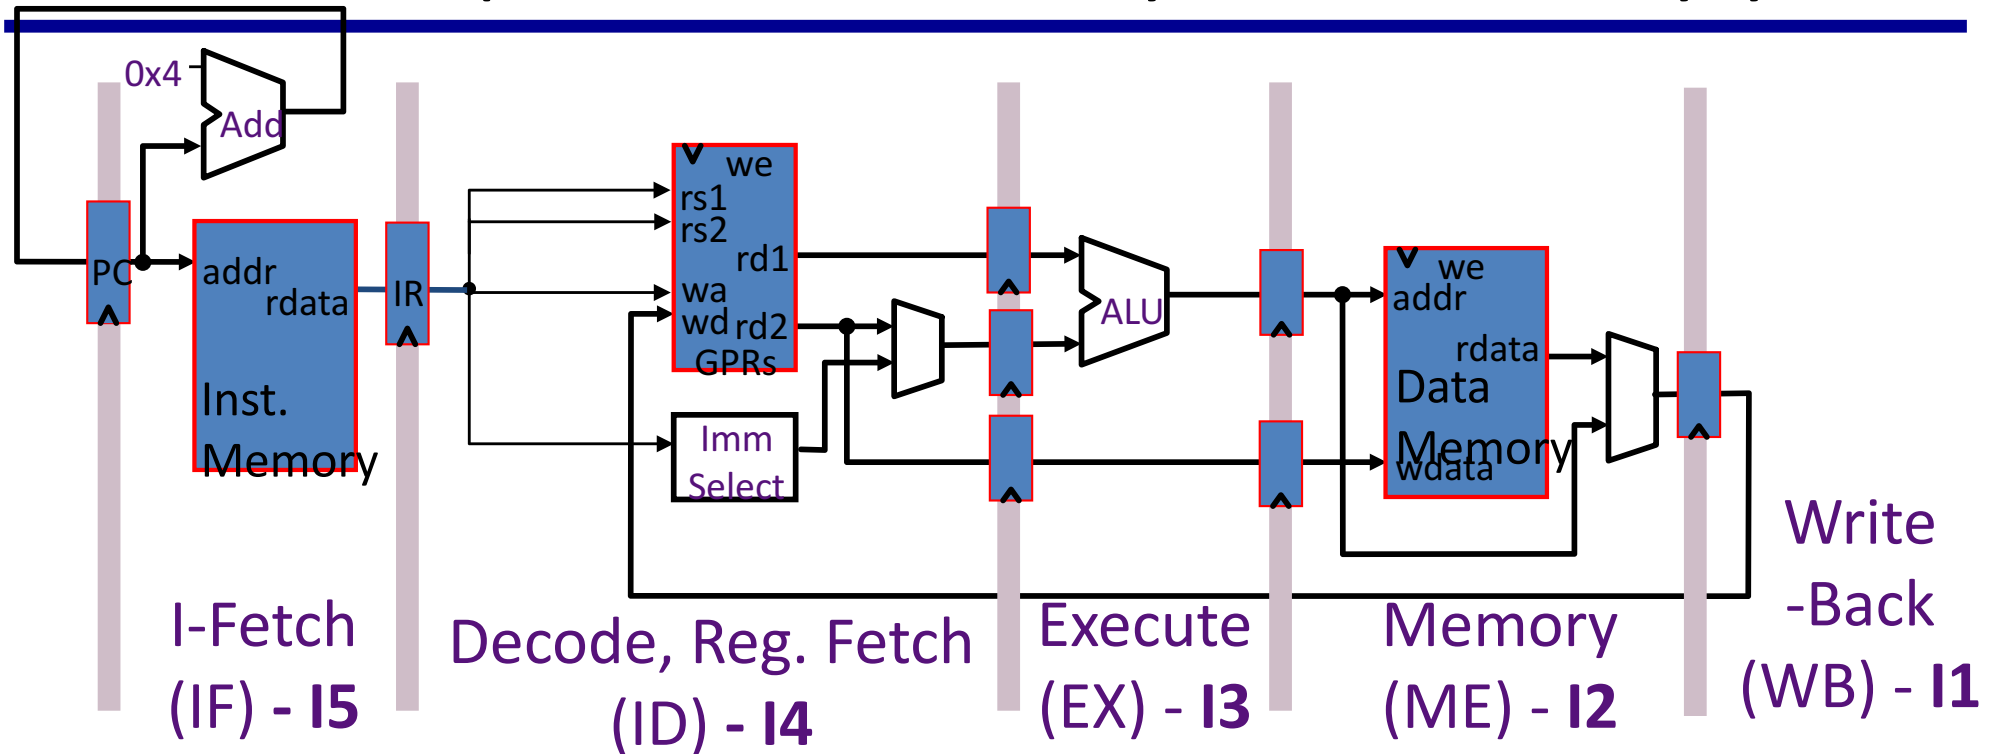 0x4
Add
PC
addr
rdata
Inst.
Memory
IR
we
rs1
rs2
rd1
wa
wd
rd2
GPRs
Imm
Select
ALU
we
addr
rdata
Data
Memory
wdata
I-Fetch
(IF) - I5
Decode, Reg. Fetch
(ID) - I4
Execute
(EX) - I3
Memory
(ME) - I2
Write
-Back
(WB) - I1